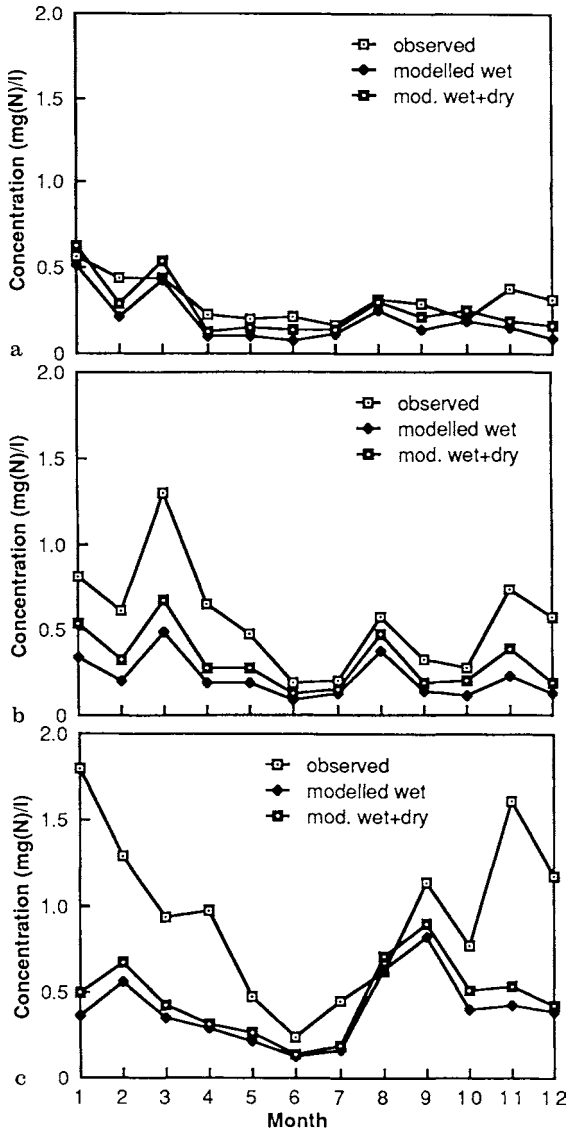 2.0
observed
modelled wet
mod. wet+dry
1.5
1.0
0.5
0
Concentration (mg(N)/l)
a
2.0
observed
modelled wet
mod. wet+dry
1.5
1.0
0.5
0
Concentration (mg(N)/l)
b
2.0
observed
modelled wet
mod. wet+dry
1.5
1.0
0.5
0
Concentration (mg(N)/l)
c
1 2 3 4 5 6 7 8 9 10 11 12
Month